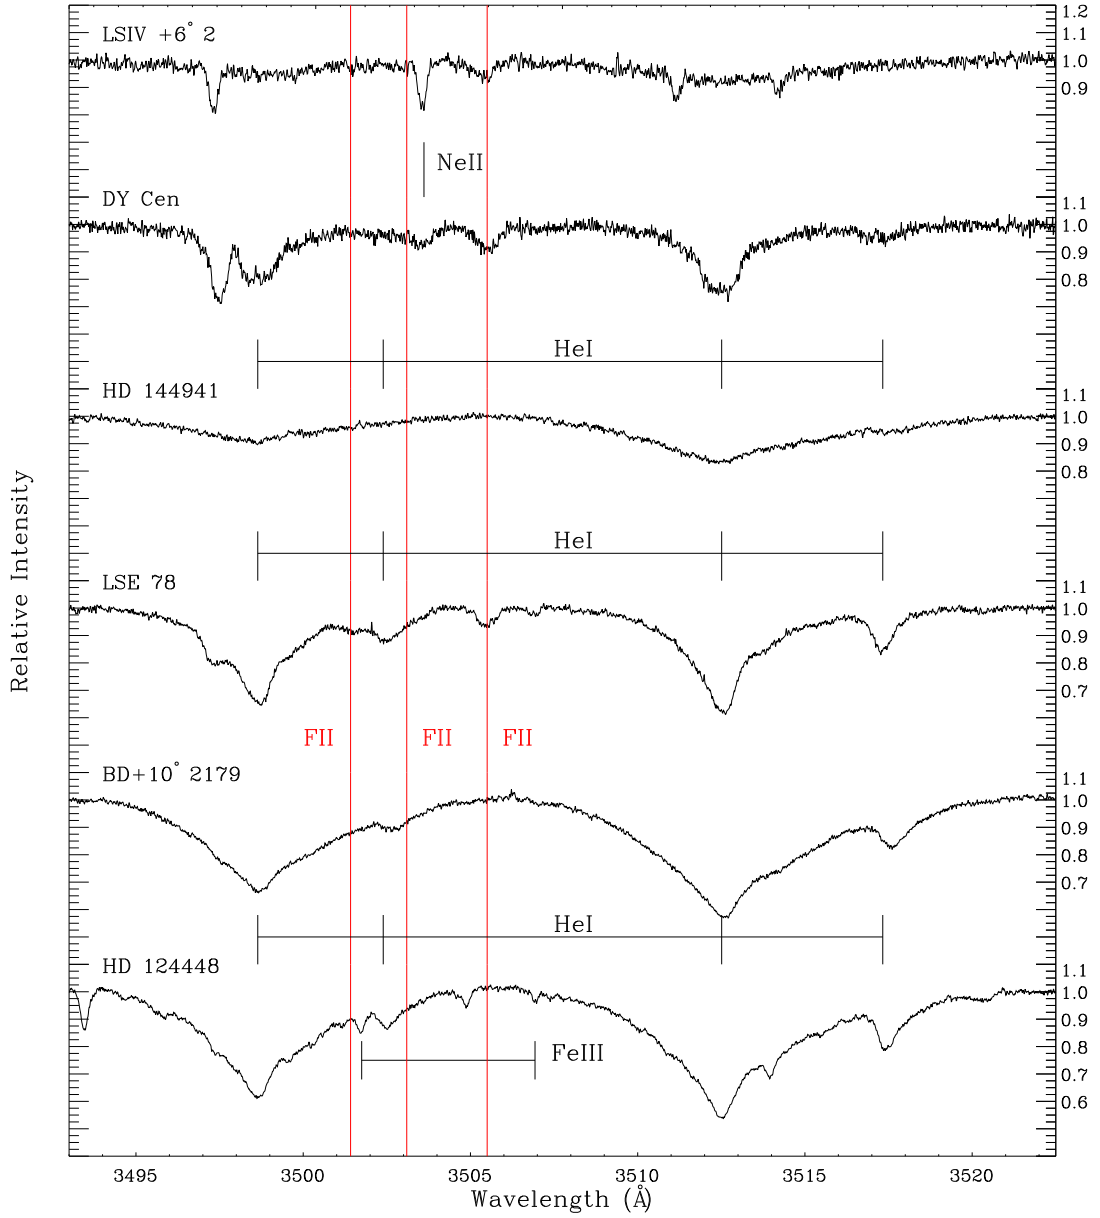 LSIV +6° 2
1.2
1.1
1.0
0.9
NeII
DY Cen
1.1
1.0
0.9
0.8
HeI
HD 144941
1.1
1.0
0.9
0.8
HeI
LSE 78
1.1
1.0
0.9
0.8
0.7
FII FII FII
BD+10° 2179
1.1
1.0
0.9
0.8
0.7
HeI
HD 124448
1.1
1.0
0.9
0.8
0.7
0.6
FeIII
3495 3500 3505 3510 3515 3520
Wavelength (Å)
Relative Intensity